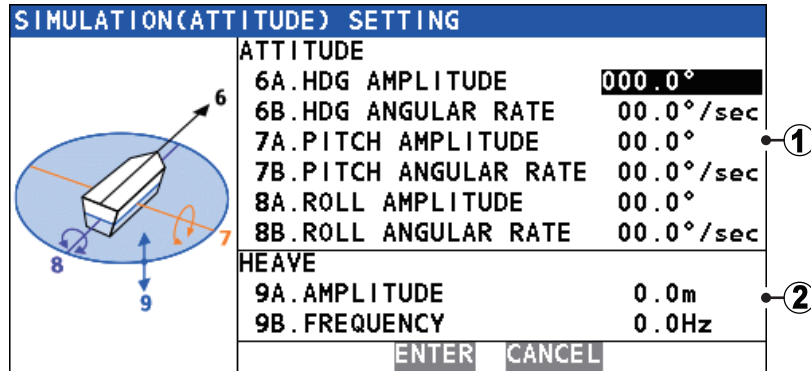 SIMULATION(ATTITUDE) SETTING
ATTITUDE
6A.HDG AMPLITUDE 000.0°
6B.HDG ANGULAR RATE 00.0°/sec
7A.PITCH AMPLITUDE 00.0°
7B.PITCH ANGULAR RATE 00.0°/sec
8A.ROLL AMPLITUDE 00.0°
8B.ROLL ANGULAR RATE 00.0°/sec
1
HEAVE
9A.AMPLITUDE 0.0m
9B.FREQUENCY 0.0Hz
2
ENTER CANCEL
6
7
8
9